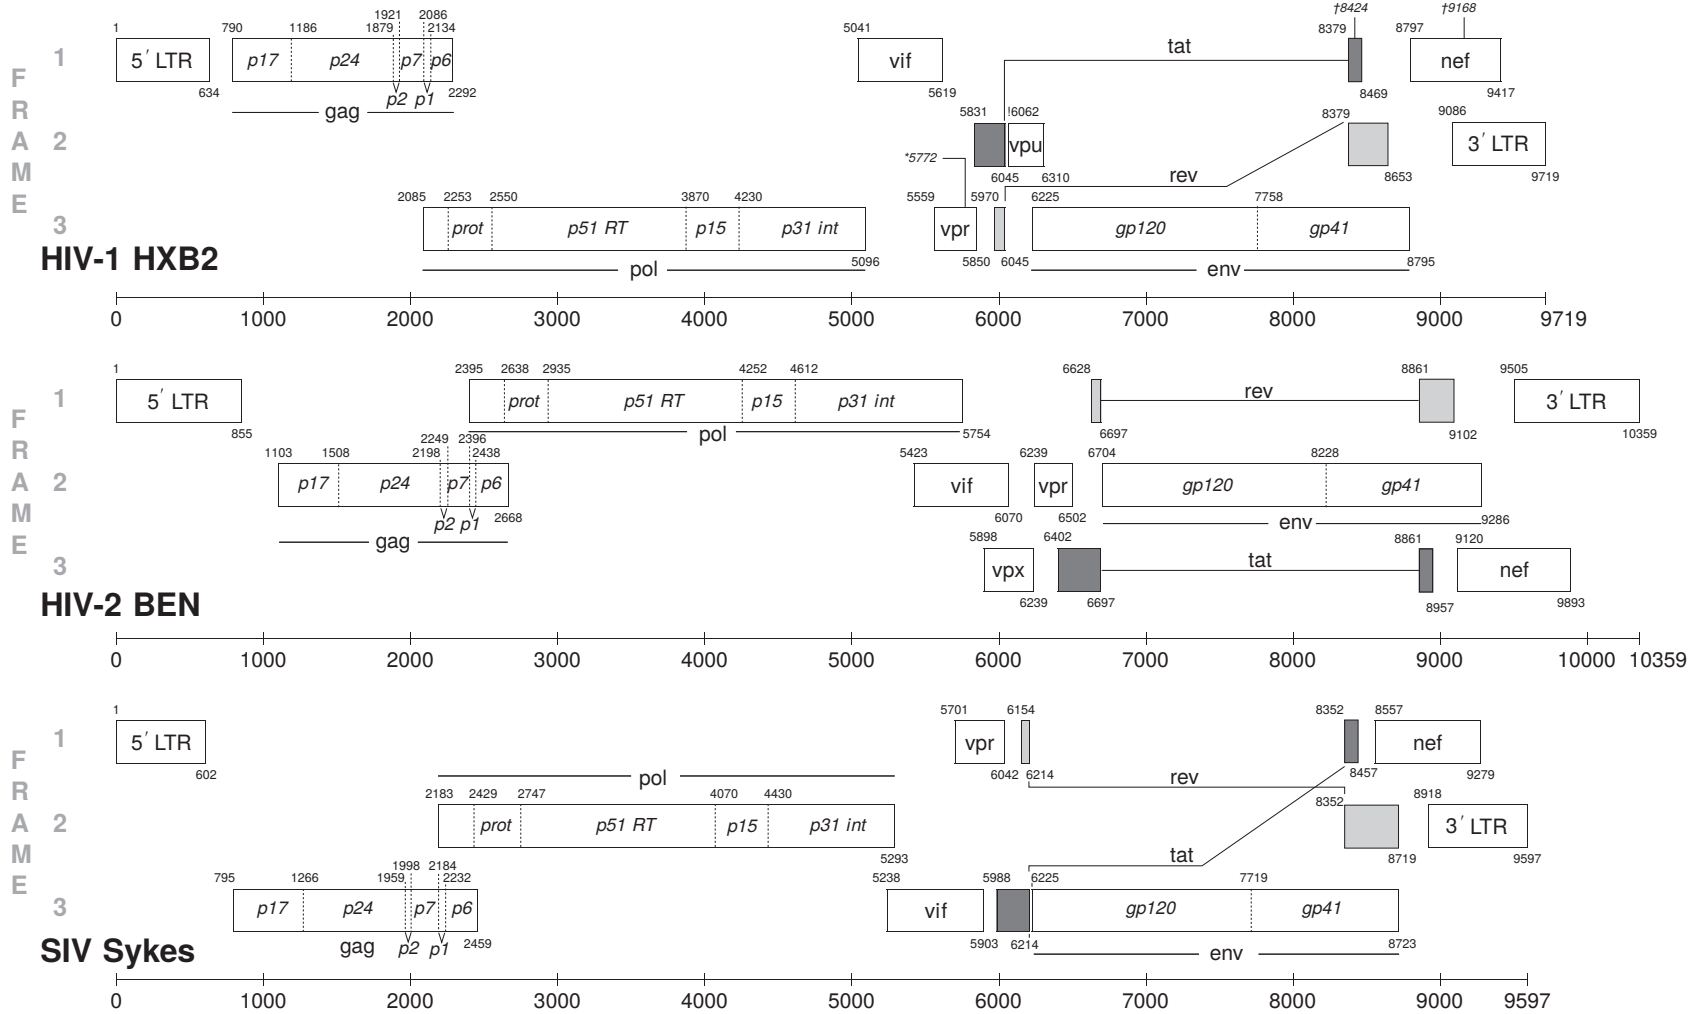 †8424 †9168
1921 2086
1 790 1186 1879 2134 5041 8379 8797
1 5′ LTR p17 p24 p7 p6 vif tat nef
634 p2 p1 2292 5619 8469 9417
gag
5831 !6062 8379 9086
2 vpu 3′ LTR
*5772 6045 6310 rev 8653 9719
2085 2253 2550 3870 4230 5559 5970 6225 7758
3 prot p51 RT p15 p31 int vpr gp120 gp41
5096 5850 6045 8795
pol env
FRAME
HIV-1 HXB2
0 1000 2000 3000 4000 5000 6000 7000 8000 9000 9719
1 2395 2638 2935 4252 4612 6628 8861 9505
1 5′ LTR prot p51 RT p15 p31 int rev 3′ LTR
855 pol 5754 6697 9102 10359
2249 2396
1103 1508 2198 2438 5423 6239 6704 8228
2 p17 p24 p7 p6 vif vpr gp120 gp41
p2 p1 2668 6070 6502 env 9286
gag
5898 6402 8861 9120
3 vpx tat nef
6239 6697 8957 9893
FRAME
HIV-2 BEN
0 1000 2000 3000 4000 5000 6000 7000 8000 9000 10000 10359
1 5701 6154 8352 8557
1 5′ LTR vpr nef
602 6042 6214 8457 9279
pol rev
2183 2429 2747 4070 4430 8352 8918
2 prot p51 RT p15 p31 int 3′ LTR
5293 tat 8719 9597
1998 2184
795 1266 1959 2232 5238 5988 6225 7719
3 p17 p24 p7 p6 vif gp120 gp41
gag p2 p1 2459 5903 6214 env 8723
FRAME
SIV Sykes
0 1000 2000 3000 4000 5000 6000 7000 8000 9000 9597